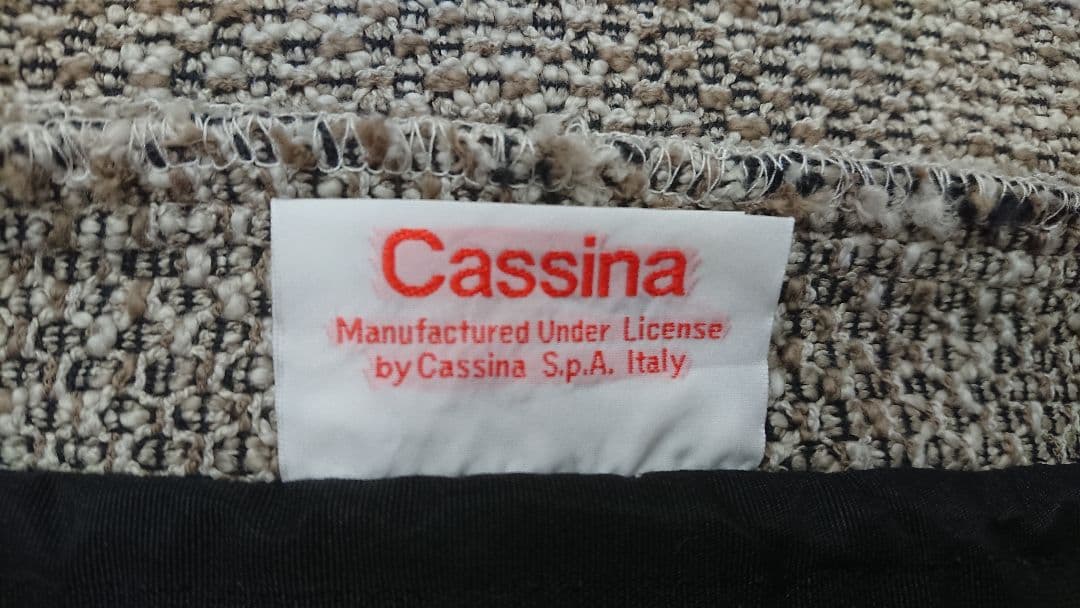 Cassina
Manufactured Under License
by Cassina S.p.A. Italy